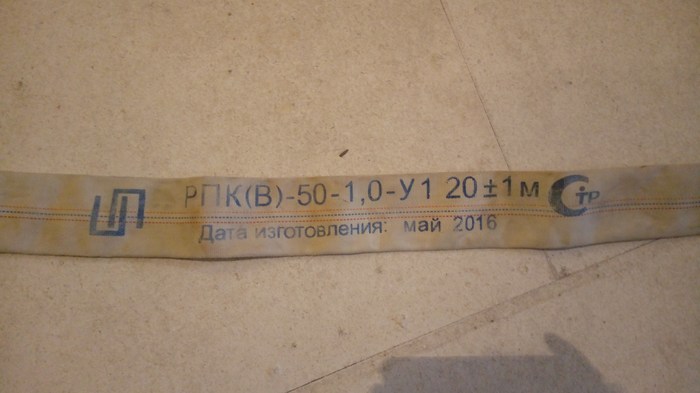 РПК(В)-50-1,0-У1 20±1м
Дата изготовления: май 2016